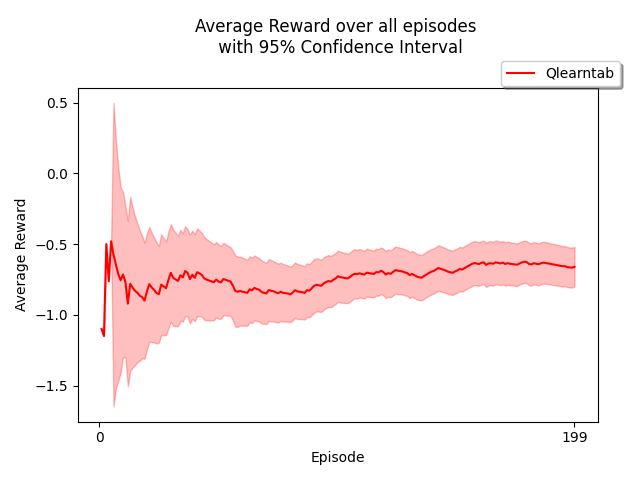 Average Reward over all episodes
with 95% Confidence Interval
Qlearntab
0.5
0.0
−0.5
−1.0
−1.5
Average Reward
0
199
Episode